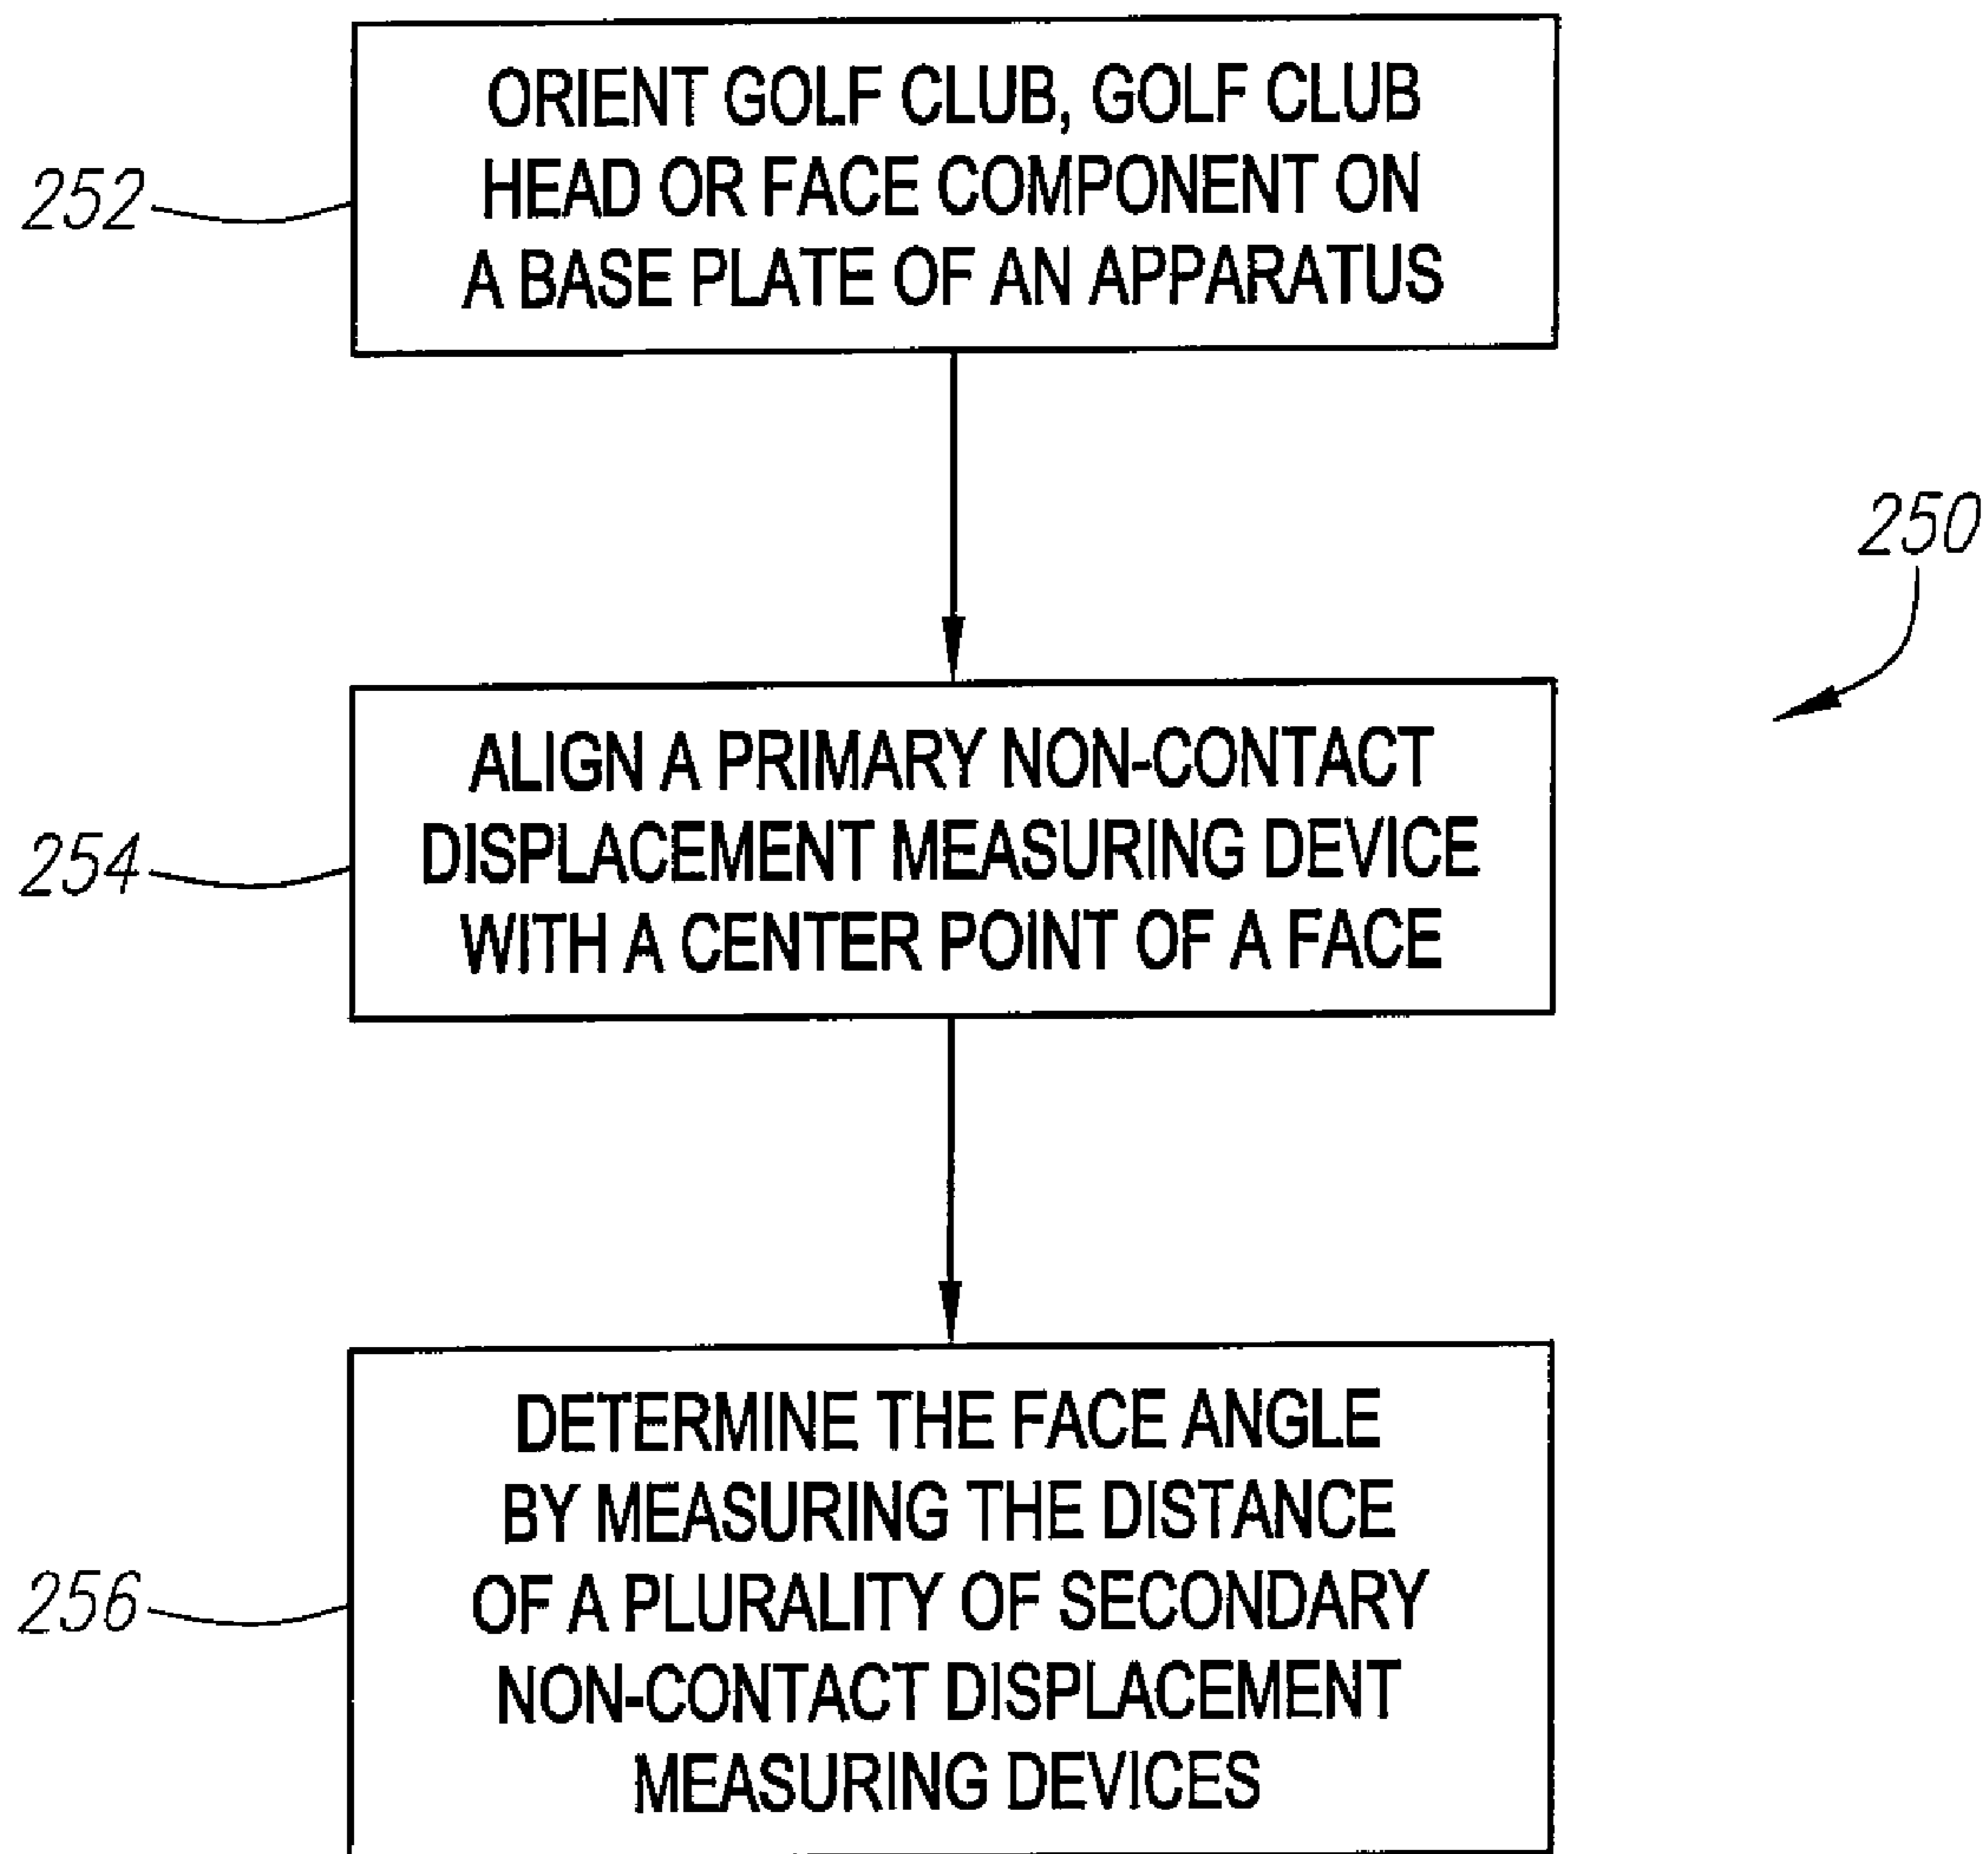 ORIENT GOLF CLUB, GOLF CLUB
HEAD OR FACE COMPONENT ON
A BASE PLATE OF AN APPARATUS
252
250
ALIGN A PRIMARY NON-CONTACT
DISPLACEMENT MEASURING DEVICE
WITH A CENTER POINT OF A FACE
254
DETERMINE THE FACE ANGLE
BY MEASURING THE DISTANCE
OF A PLURALITY OF SECONDARY
NON-CONTACT DISPLACEMENT
MEASURING DEVICES
256